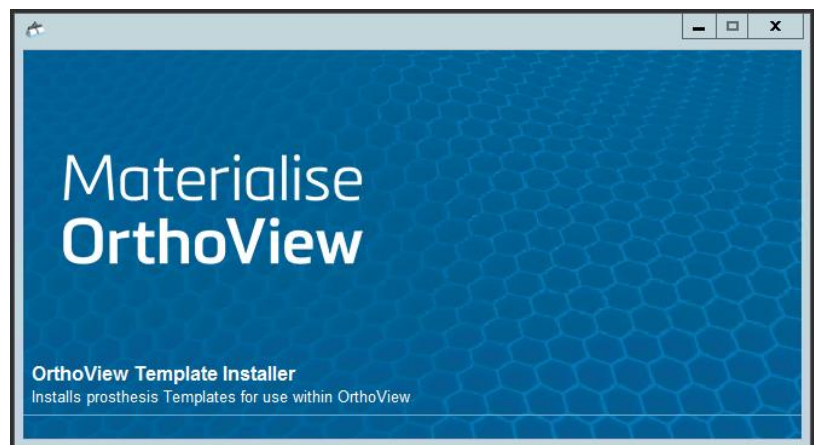 Materialise
OrthoView
OrthoView Template Installer
Installs prosthesis Templates for use within OrthoView